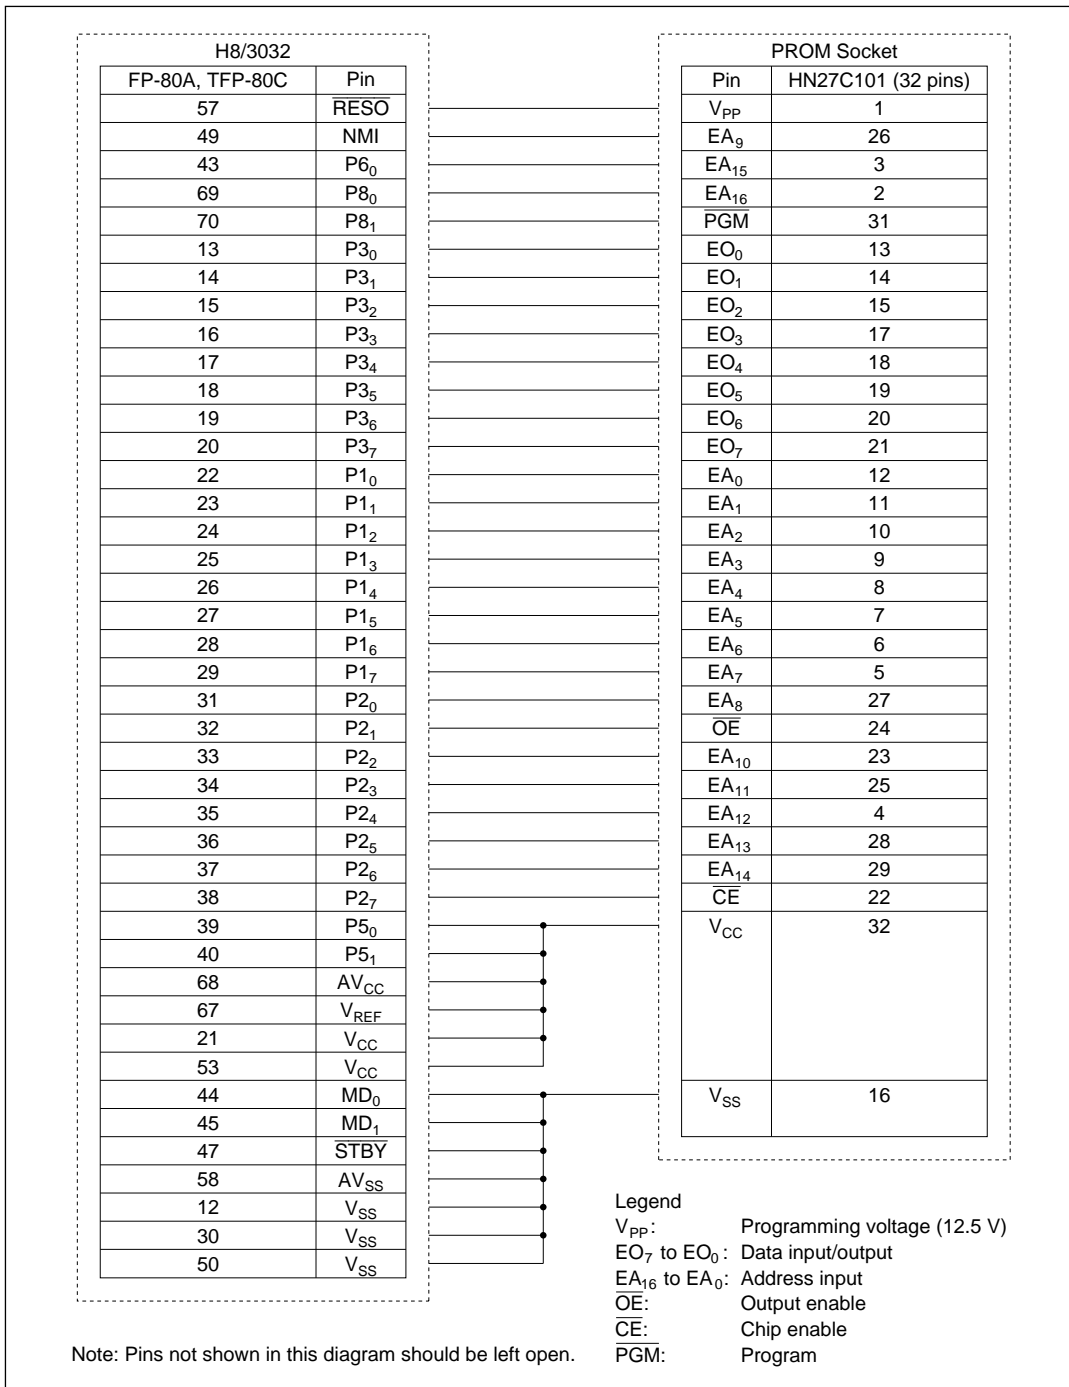 H8/3032 PROM Socket
FP-80A, TFP-80C Pin Pin HN27C101 (32 pins)
57 R̅E̅S̅O̅ V_PP 1
49 NMI EA₉ 26
43 P6₀ EA₁₅ 3
69 P8₀ EA₁₆ 2
70 P8₁ P̅G̅M̅ 31
13 P3₀ EO₀ 13
14 P3₁ EO₁ 14
15 P3₂ EO₂ 15
16 P3₃ EO₃ 17
17 P3₄ EO₄ 18
18 P3₅ EO₅ 19
19 P3₆ EO₆ 20
20 P3₇ EO₇ 21
22 P1₀ EA₀ 12
23 P1₁ EA₁ 11
24 P1₂ EA₂ 10
25 P1₃ EA₃ 9
26 P1₄ EA₄ 8
27 P1₅ EA₅ 7
28 P1₆ EA₆ 6
29 P1₇ EA₇ 5
31 P2₀ EA₈ 27
32 P2₁ O̅E̅ 24
33 P2₂ EA₁₀ 23
34 P2₃ EA₁₁ 25
35 P2₄ EA₁₂ 4
36 P2₅ EA₁₃ 28
37 P2₆ EA₁₄ 29
38 P2₇ C̅E̅ 22
39 P5₀ V_CC 32
40 P5₁
68 AV_CC
67 V_REF
21 V_CC
53 V_CC
44 MD₀ V_SS 16
45 MD₁
47 S̅T̅B̅Y̅
58 AV_SS
12 V_SS
30 V_SS
50 V_SS
Legend
V_PP: Programming voltage (12.5 V)
EO₇ to EO₀: Data input/output
EA₁₆ to EA₀: Address input
O̅E̅: Output enable
C̅E̅: Chip enable
P̅G̅M̅: Program
Note: Pins not shown in this diagram should be left open.